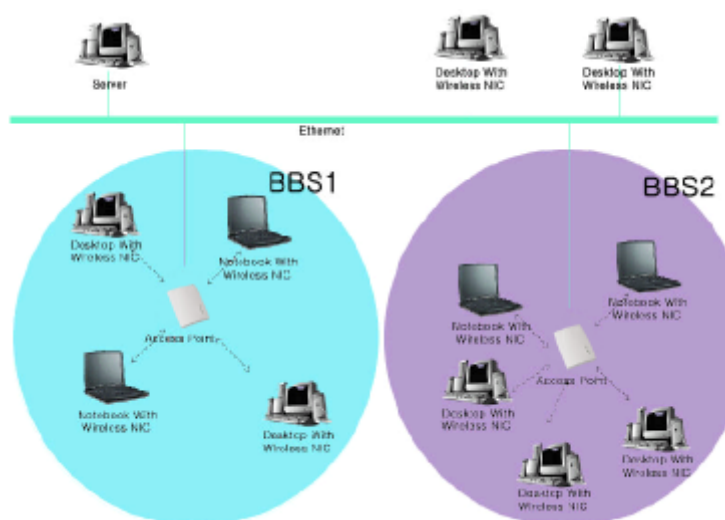 Server
Desktop With
Wireless NIC
Desktop With
Wireless NIC
Ethernet
BBS1
Desktop With
Wireless NIC
Notebook With
Wireless NIC
Access Point
Notebook With
Wireless NIC
Desktop With
Wireless NIC
BBS2
Notebook With
Wireless NIC
Notebook With
Wireless NIC
Access Point
Desktop With
Wireless NIC
Desktop With
Wireless NIC
Desktop With
Wireless NIC